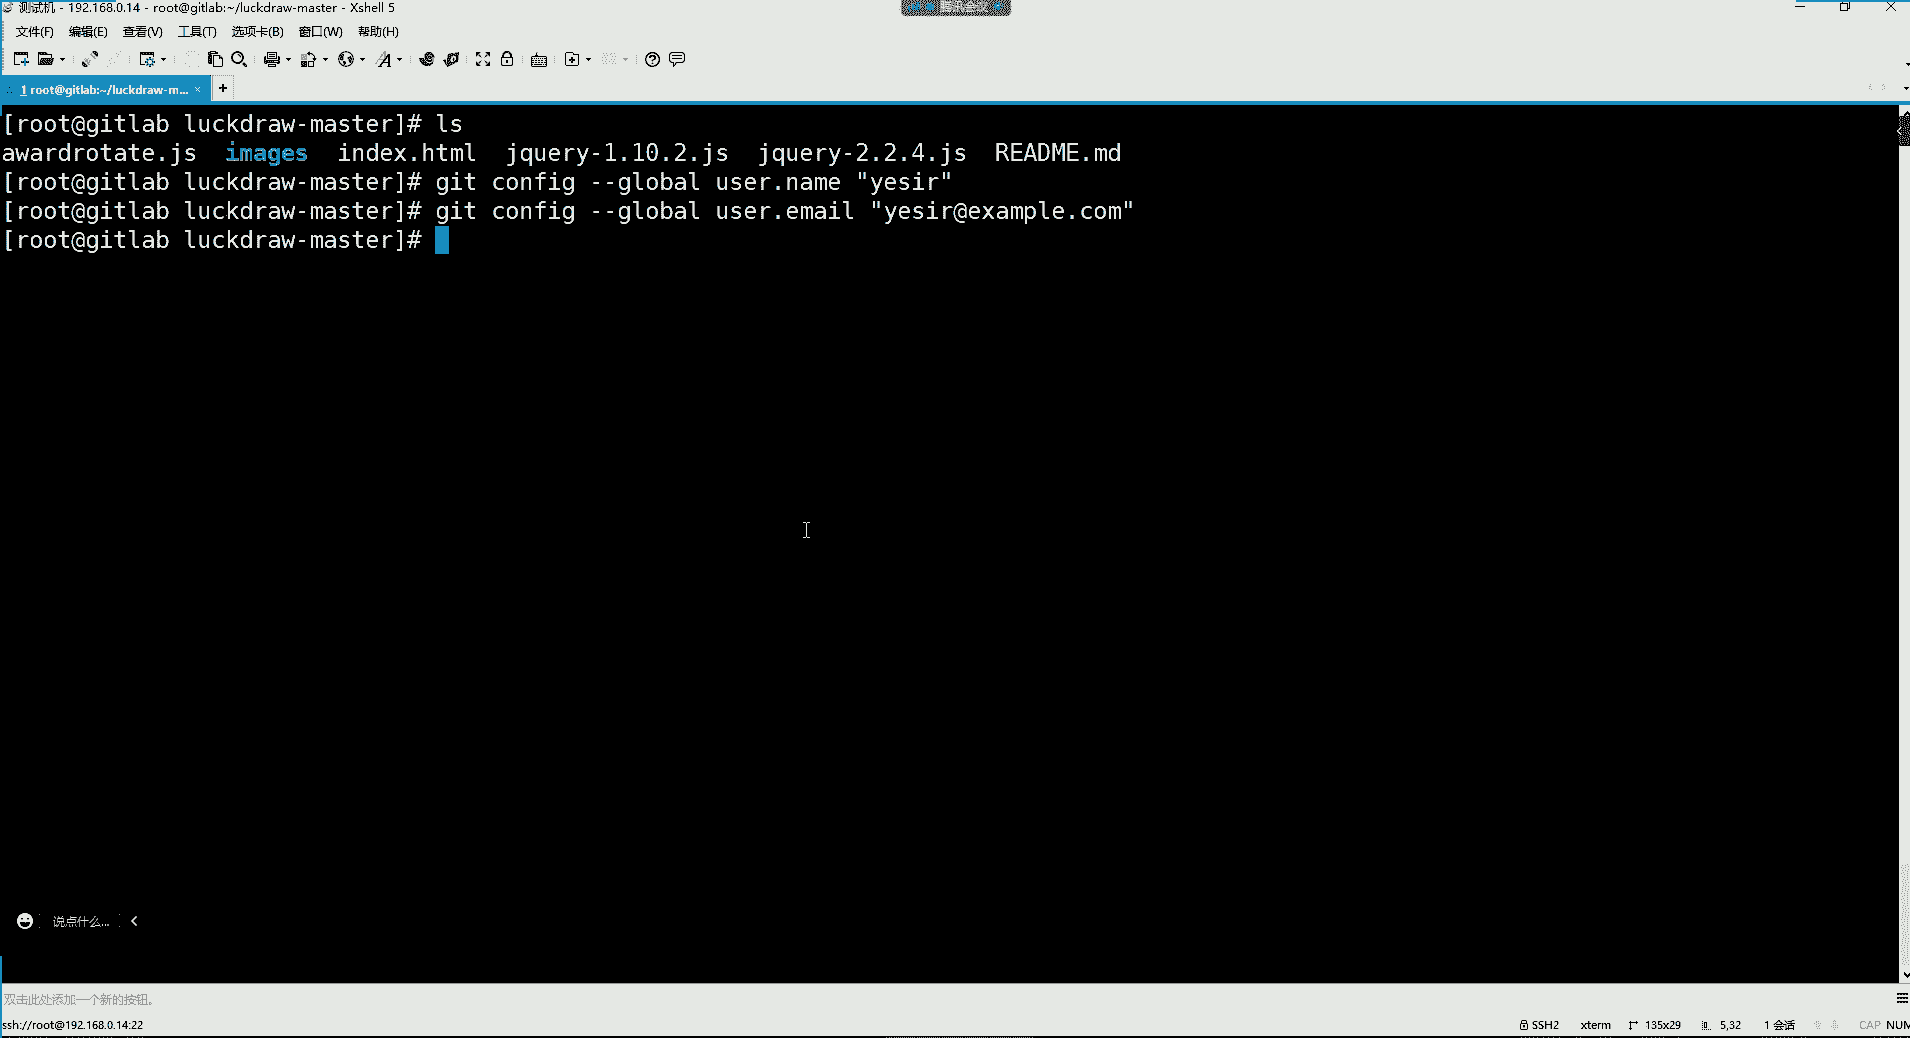 测试机 - 192.168.0.14 - root@gitlab:~/luckdraw-master - Xshell 5
腾讯会议
文件(F) 编辑(E) 查看(V) 工具(T) 选项卡(B) 窗口(W) 帮助(H)
1 root@gitlab:~/luckdraw-m... × +
[root@gitlab luckdraw-master]# ls
awardrotate.js images index.html jquery-1.10.2.js jquery-2.2.4.js README.md
[root@gitlab luckdraw-master]# git config --global user.name "yesir"
[root@gitlab luckdraw-master]# git config --global user.email "yesir@example.com"
[root@gitlab luckdraw-master]#
说点什么...
双击此处添加一个新的按钮。
ssh://root@192.168.0.14:22 SSH2 xterm 135x29 5,32 1 会话 CAP NUM